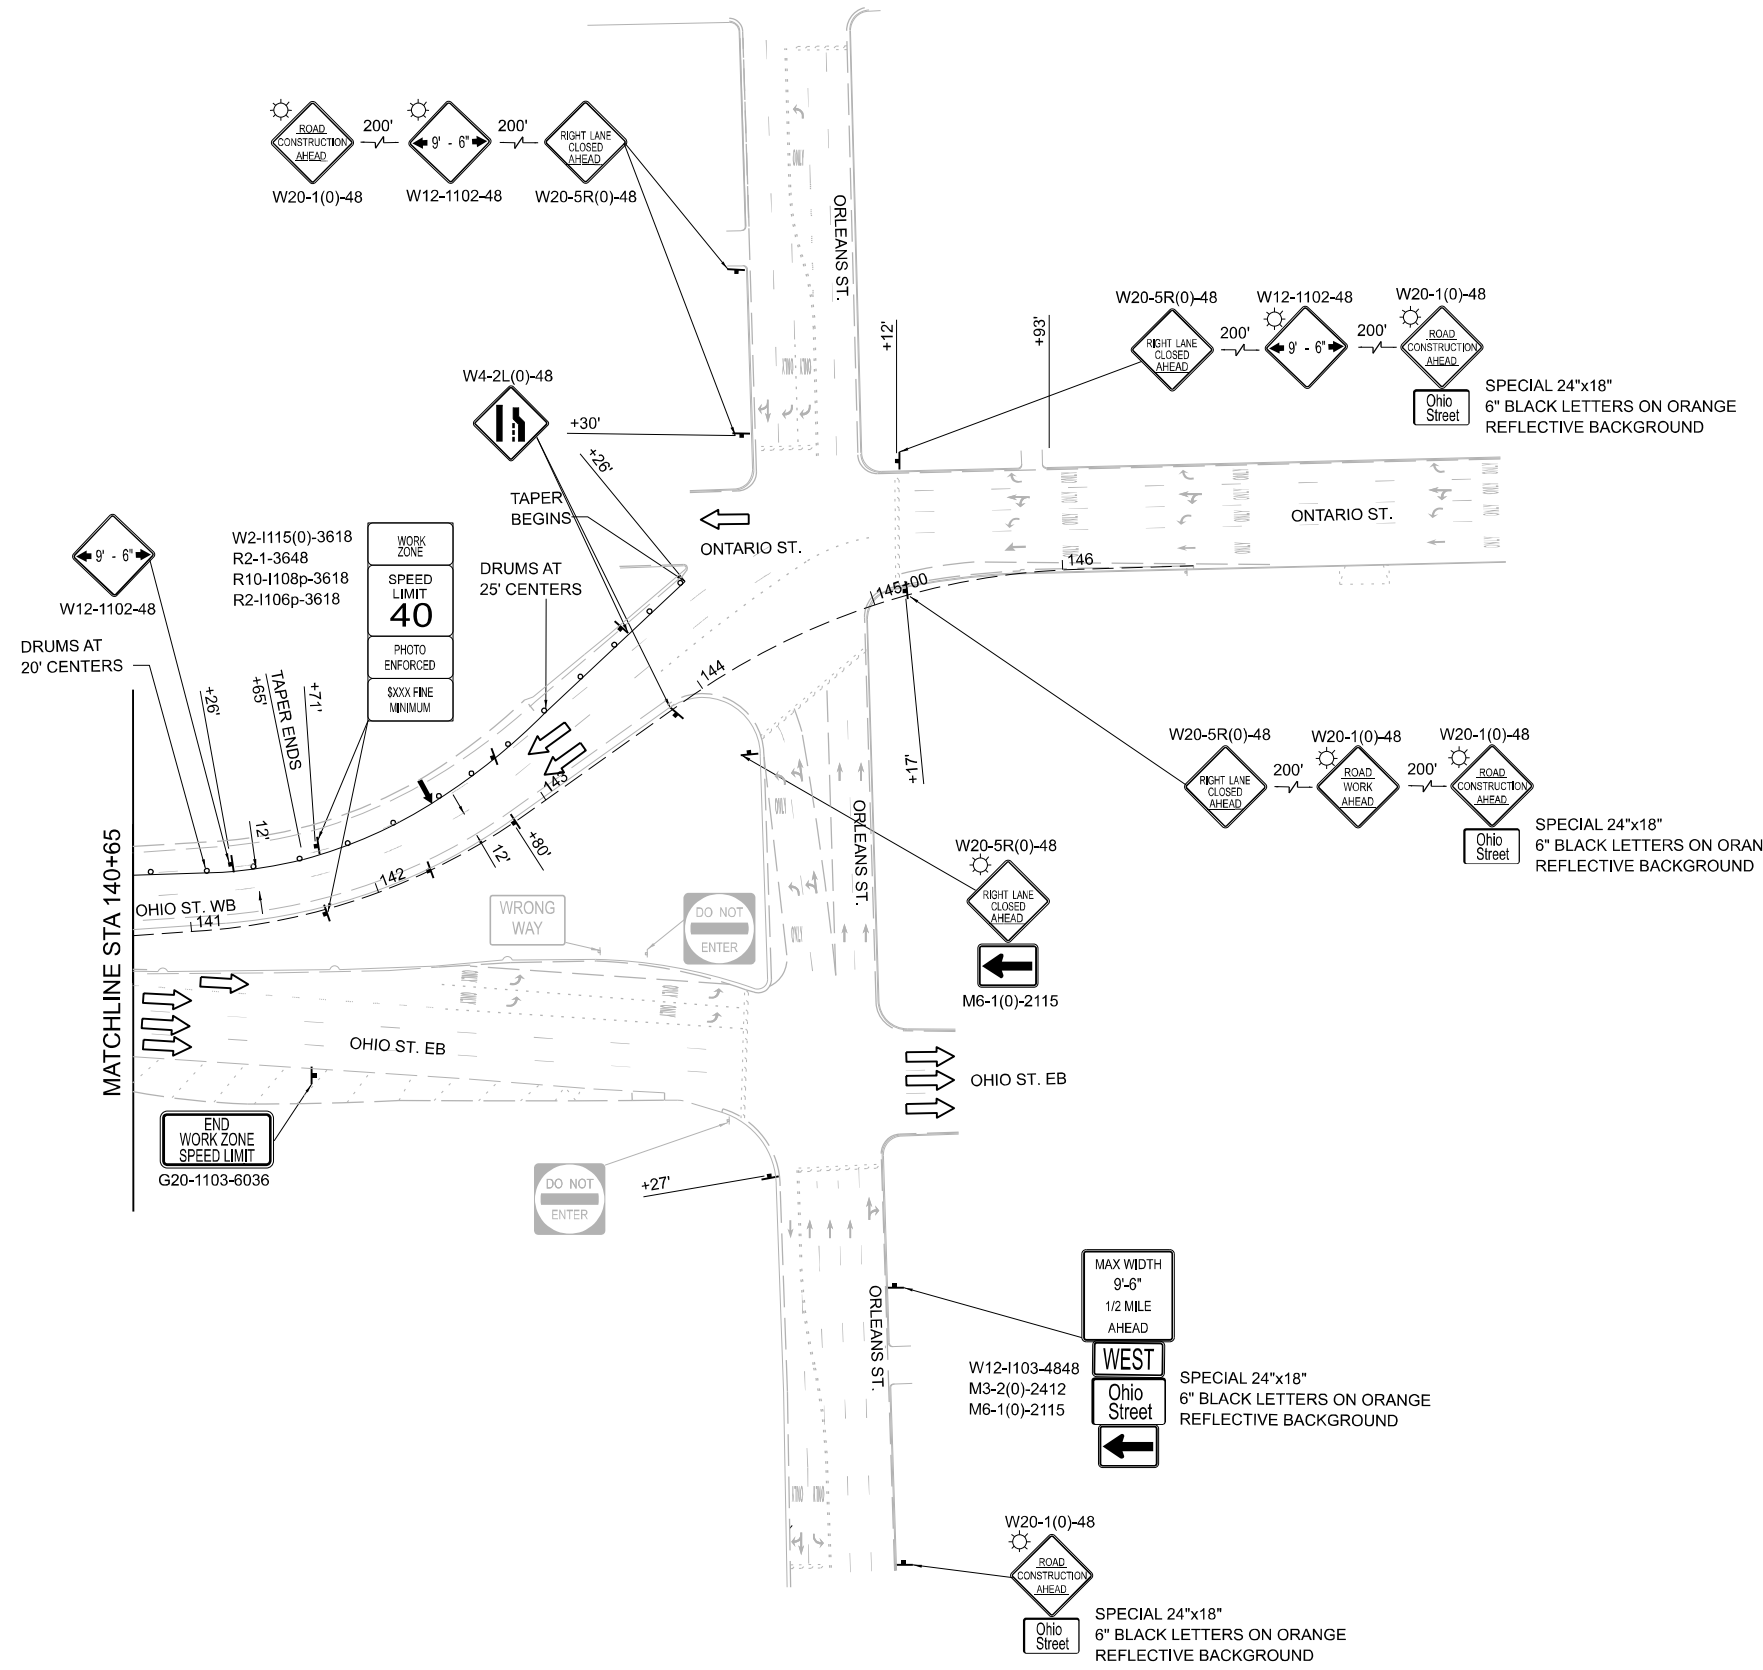 ROAD
CONSTRUCTION
AHEAD
W20-1(0)-48
200'
9' - 6"
W12-1102-48
200'
RIGHT LANE
CLOSED
AHEAD
W20-5R(0)-48
ONLY
ORLEANS ST.
ONLY
ONLY
+12'
+93'
W20-5R(0)-48
RIGHT LANE
CLOSED
AHEAD
200'
W12-1102-48
9' - 6"
200'
W20-1(0)-48
ROAD
CONSTRUCTION
AHEAD
Ohio
Street
SPECIAL 24"x18"
6" BLACK LETTERS ON ORANGE
REFLECTIVE BACKGROUND
W4-2L(0)-48
+30'
+26'
TAPER
BEGINS
ONTARIO ST.
ONTARIO ST.
ONLY
ONLY
ONLY
ONLY
146
145+00
144
143
142
141
9' - 6"
W12-1102-48
W2-I115(0)-3618
R2-1-3648
R10-I108p-3618
R2-I106p-3618
WORK
ZONE
SPEED
LIMIT
40
PHOTO
ENFORCED
$XXX FINE
MINIMUM
DRUMS AT
25' CENTERS
DRUMS AT
20' CENTERS
+26'
TAPER ENDS
+65'
+71'
12'
12'
+80'
+17'
MATCHLINE STA 140+65
OHIO ST. WB
WRONG
WAY
DO NOT
ENTER
ONLY
ONLY
ORLEANS ST.
W20-5R(0)-48
RIGHT LANE
CLOSED
AHEAD
200'
W20-1(0)-48
ROAD
WORK
AHEAD
200'
W20-1(0)-48
ROAD
CONSTRUCTION
AHEAD
Ohio
Street
SPECIAL 24"x18"
6" BLACK LETTERS ON ORAN
REFLECTIVE BACKGROUND
W20-5R(0)-48
RIGHT LANE
CLOSED
AHEAD
M6-1(0)-2115
ONLY
ONLY
OHIO ST. EB
OHIO ST. EB
END
WORK ZONE
SPEED LIMIT
G20-1103-6036
DO NOT
ENTER
+27'
ORLEANS ST.
MAX WIDTH
9'-6"
1/2 MILE
AHEAD
WEST
Ohio
Street
W12-I103-4848
M3-2(0)-2412
M6-1(0)-2115
SPECIAL 24"x18"
6" BLACK LETTERS ON ORANGE
REFLECTIVE BACKGROUND
ONLY
ONLY
W20-1(0)-48
ROAD
CONSTRUCTION
AHEAD
Ohio
Street
SPECIAL 24"x18"
6" BLACK LETTERS ON ORANGE
REFLECTIVE BACKGROUND